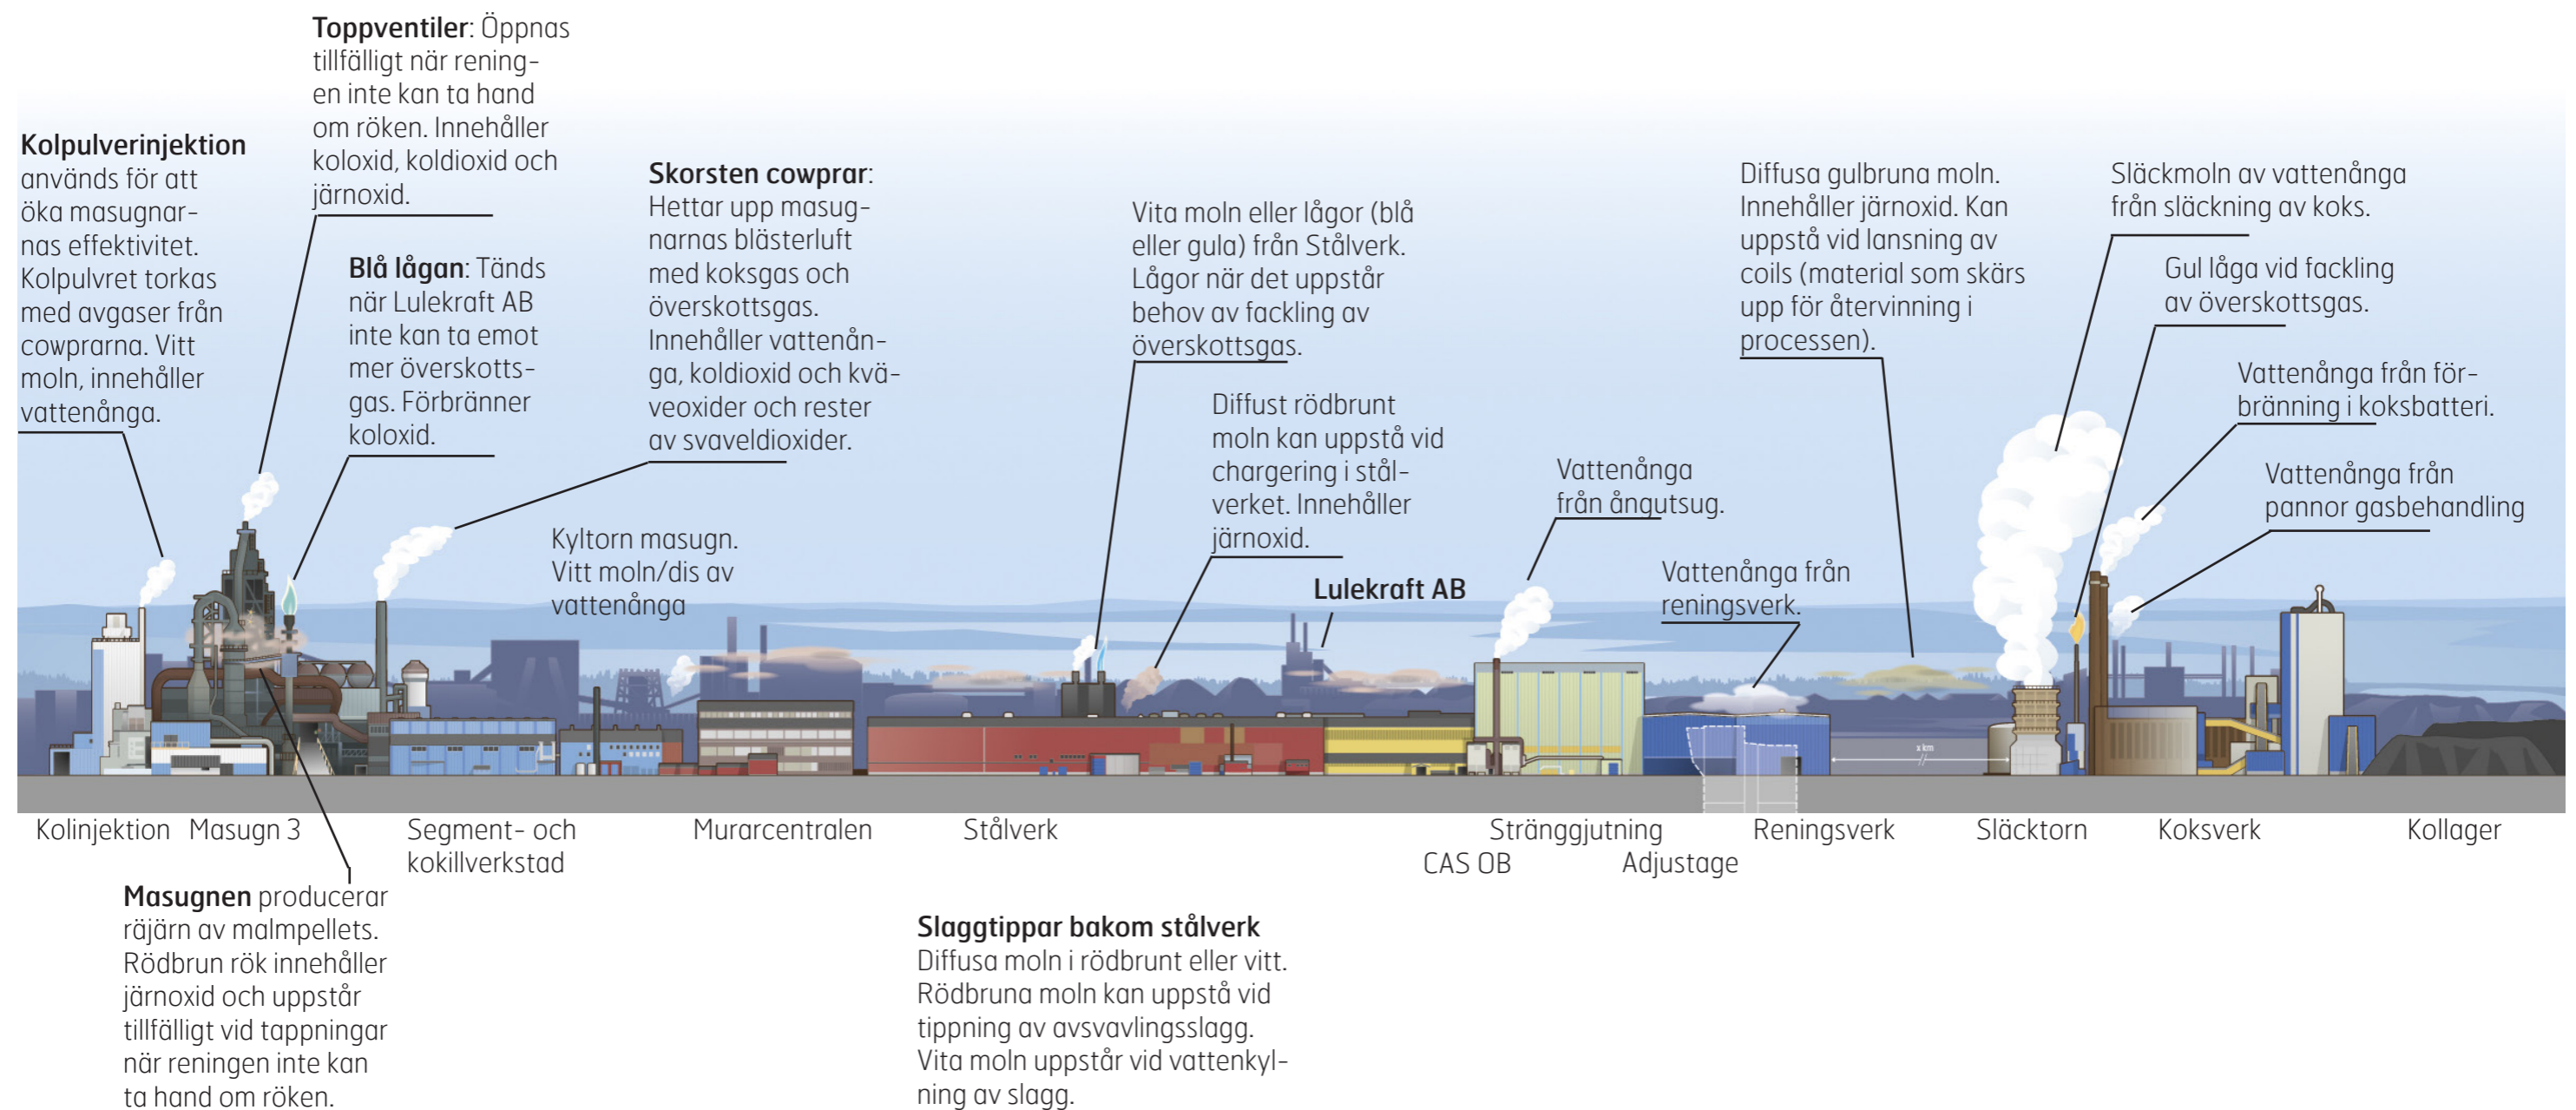 Toppventiler: Öppnas
tillfälligt när rening-
en inte kan ta hand
om röken. Innehåller
koloxid, koldioxid och
järnoxid.
Kolpulverinjektion
används för att
öka masugnar-
nas effektivitet.
Kolpulvret torkas
med avgaser från
cowprarna. Vitt
moln, innehåller
vattenånga.
Blå lågan: Tänds
när Lulekraft AB
inte kan ta emot
mer överskotts-
gas. Förbränner
koloxid.
Skorsten cowprar:
Hettar upp masug-
narnas blästerluft
med koksgas och
överskottsgas.
Innehåller vattenån-
ga, koldioxid och kvä-
veoxider och rester
av svaveldioxider.
Kyltorn masugn.
Vitt moln/dis av
vattenånga
Vita moln eller lågor (blå
eller gula) från Stålverk.
Lågor när det uppstår
behov av fackling av
överskottsgas.
Diffust rödbrunt
moln kan uppstå vid
chargering i stål-
verket. Innehåller
järnoxid.
Lulekraft AB
Vattenånga
från ångutsug.
Vattenånga från
reningsverk.
Diffusa gulbruna moln.
Innehåller järnoxid. Kan
uppstå vid lansning av
coils (material som skärs
upp för återvinning i
processen).
Släckmoln av vattenånga
från släckning av koks.
Gul låga vid fackling
av överskottsgas.
Vattenånga från för-
bränning i koksbatteri.
Vattenånga från
pannor gasbehandling
x km
Kolinjektion
Masugn 3
Segment- och
kokillverkstad
Murarcentralen
Stålverk
CAS OB
Stränggjutning
Adjustage
Reningsverk
Släcktorn
Koksverk
Kollager
Masugnen producerar
råjärn av malmpellets.
Rödbrun rök innehåller
järnoxid och uppstår
tillfälligt vid tappningar
när reningen inte kan
ta hand om röken.
Slaggtippar bakom stålverk
Diffusa moln i rödbrunt eller vitt.
Rödbruna moln kan uppstå vid
tippning av avsvavlingsslagg.
Vita moln uppstår vid vattenkyl-
ning av slagg.